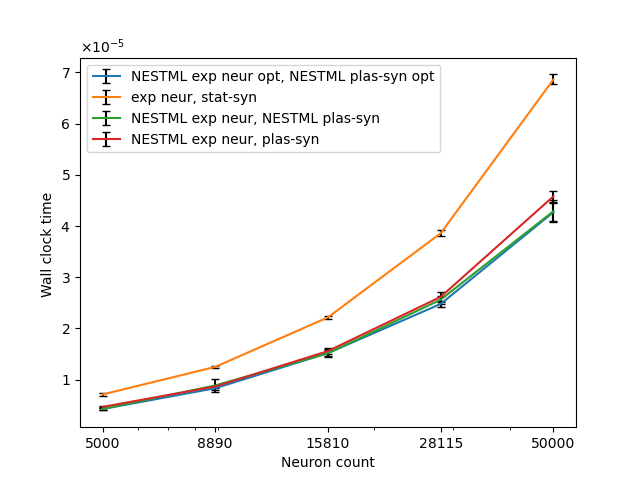 ×10⁻⁵
7
6
5
4
3
2
1
Wall clock time
NESTML exp neur opt, NESTML plas-syn opt
exp neur, stat-syn
NESTML exp neur, NESTML plas-syn
NESTML exp neur, plas-syn
5000 8890 15810 28115 50000
Neuron count